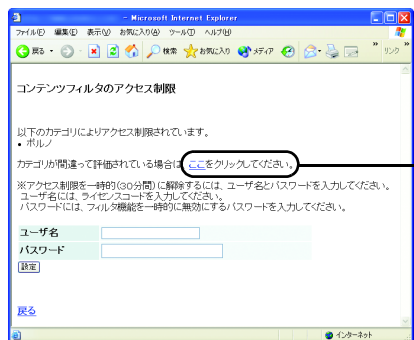 - Microsoft Internet Explorer
ファイル(F) 編集(E) 表示(V) お気に入り(A) ツール(T) ヘルプ(H)
戻る 検索 お気に入り メディア リンク
コンテンツフィルタのアクセス制限
以下のカテゴリによりアクセス制限されています。
• ポルノ
カテゴリが間違って評価されている場合は、ここをクリックしてください。
※アクセス制限を一時的(30分間)に解除するには、ユーザ名とパスワードを入力してください。
ユーザ名には、ライセンスコードを入力してください。
パスワードには、フィルタ機能を一時的に無効にするパスワードを入力してください。
ユーザ名
パスワード
設定
戻る
インターネット